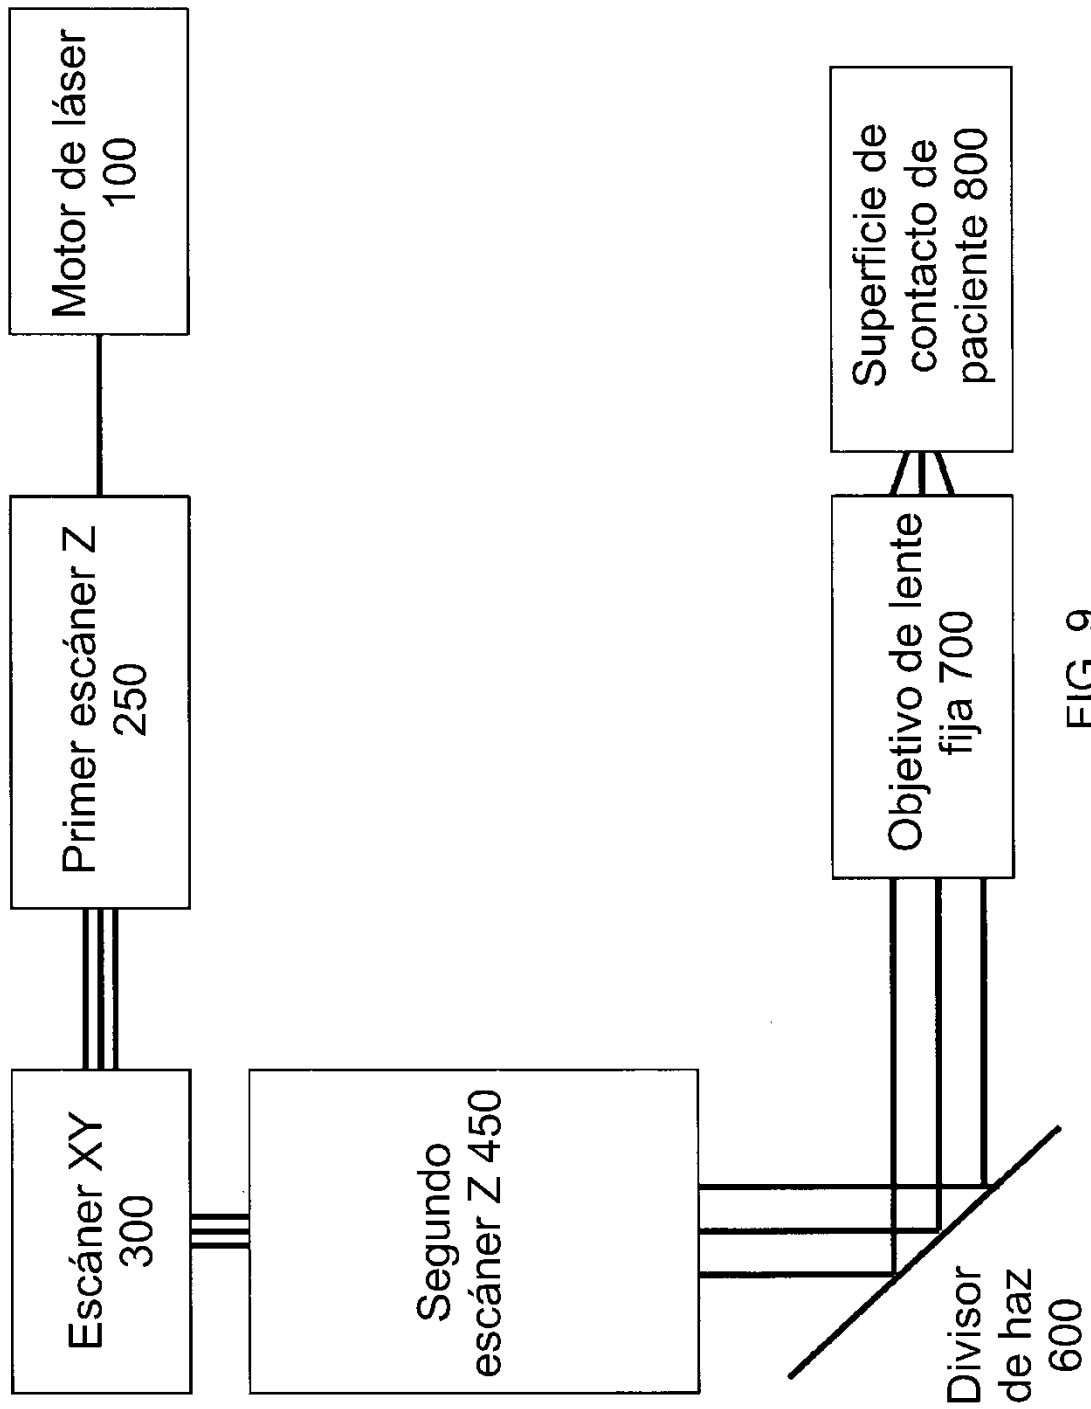 Motor de láser
100
Primer escáner Z
250
Escáner XY
300
Segundo
escáner Z 450
Divisor
de haz
600
Objetivo de lente
fija 700
Superficie de
contacto de
paciente 800
FIG. 9